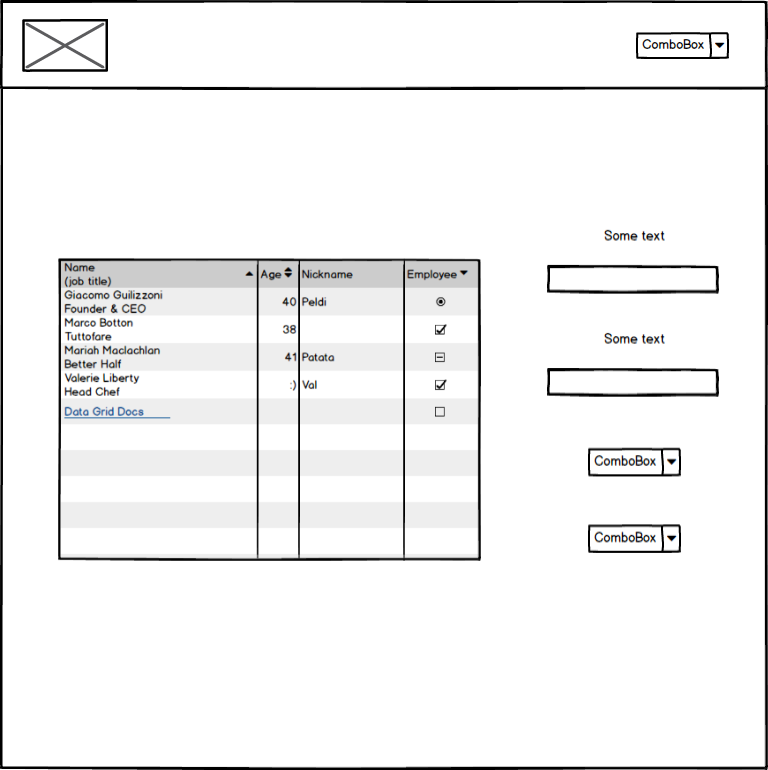 ComboBox
Some text
Name
(job title)
Age
Nickname
Employee
Giacomo Guilizzoni
Founder & CEO
40
Peldi
Marco Botton
Tuttofare
38
Mariah Maclachlan
Better Half
41
Patata
Valerie Liberty
Head Chef
:)
Val
Data Grid Docs
Some text
ComboBox
ComboBox